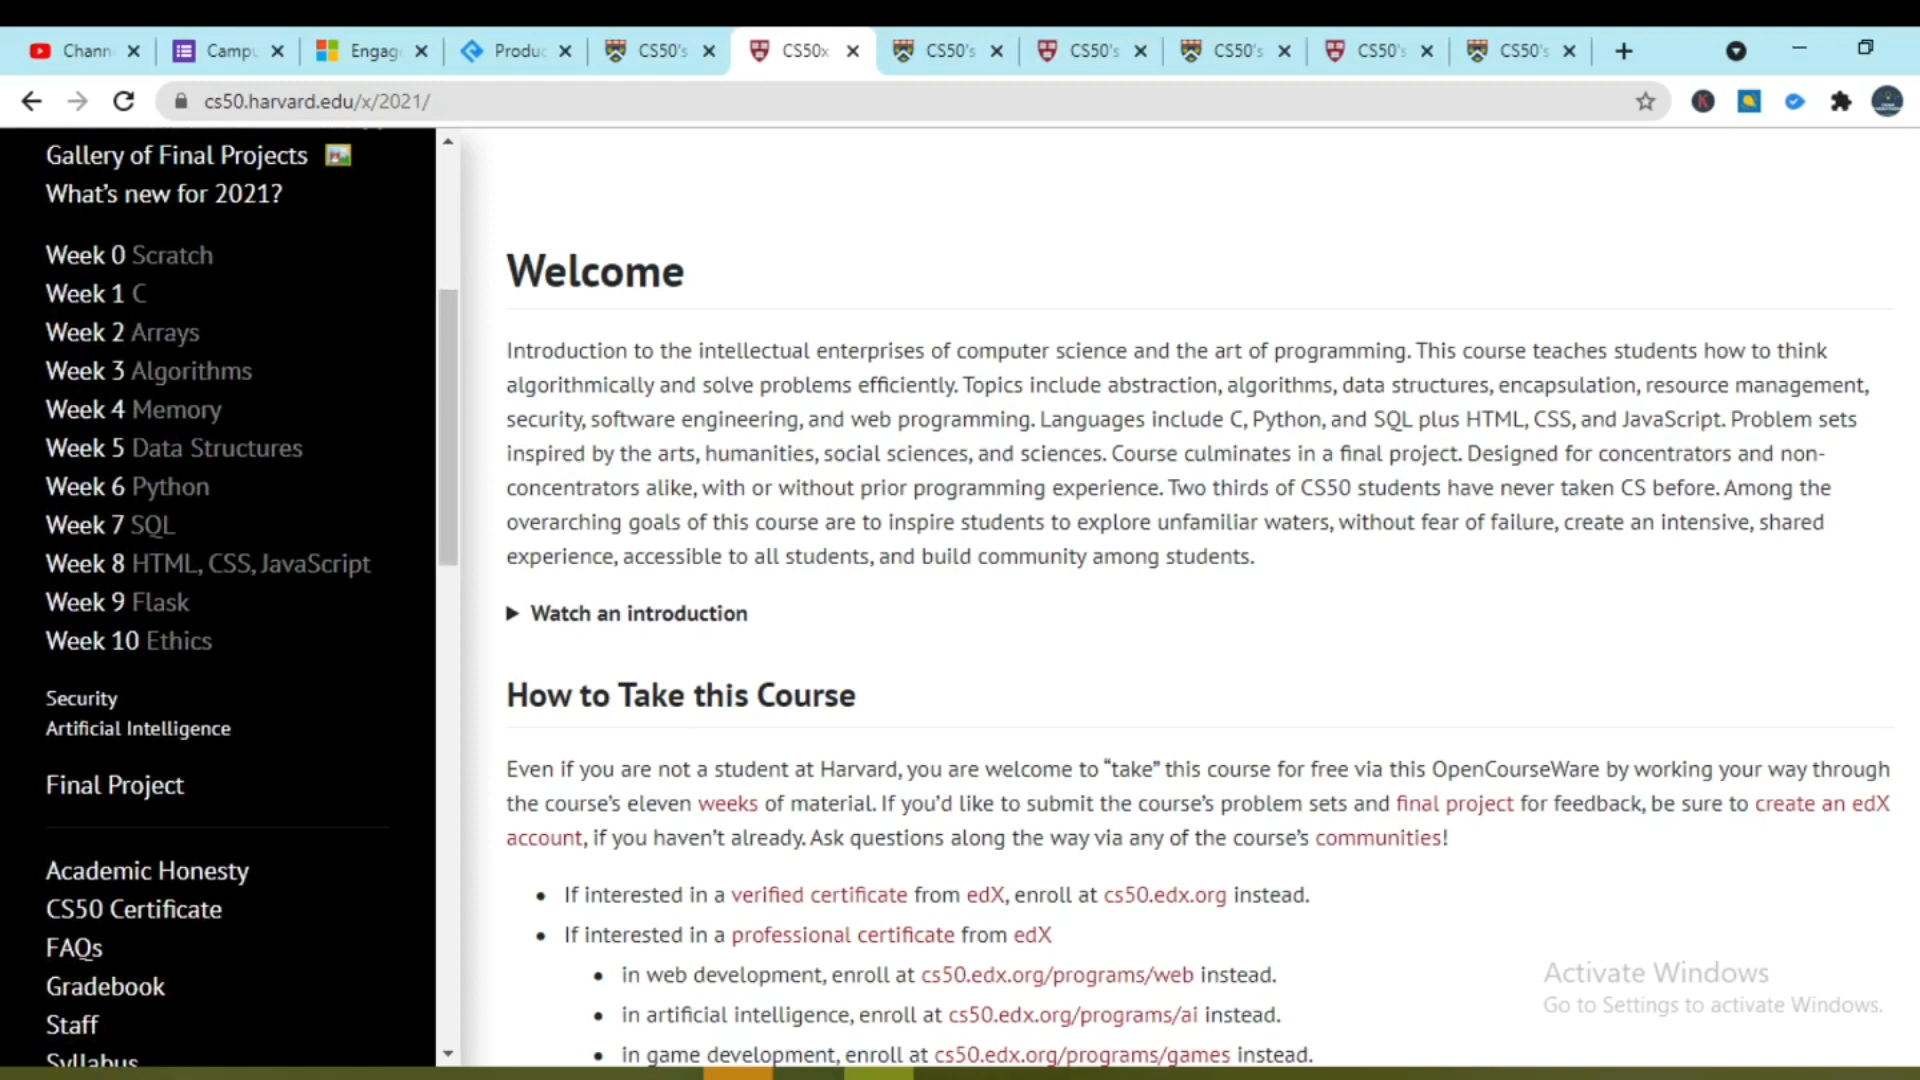 Chann
Campu
Engag
Produc
CS50's
CS50x
CS50's
CS50's
CS50's
CS50's
CS50's
cs50.harvard.edu/x/2021/
Gallery of Final Projects
What's new for 2021?
Week 0 Scratch
Week 1 C
Week 2 Arrays
Week 3 Algorithms
Week 4 Memory
Week 5 Data Structures
Week 6 Python
Week 7 SQL
Week 8 HTML, CSS, JavaScript
Week 9 Flask
Week 10 Ethics
Security
Artificial Intelligence
Final Project
Academic Honesty
CS50 Certificate
FAQs
Gradebook
Staff
Syllabus
Welcome
Introduction to the intellectual enterprises of computer science and the art of programming. This course teaches students how to think
algorithmically and solve problems efficiently. Topics include abstraction, algorithms, data structures, encapsulation, resource management,
security, software engineering, and web programming. Languages include C, Python, and SQL plus HTML, CSS, and JavaScript. Problem sets
inspired by the arts, humanities, social sciences, and sciences. Course culminates in a final project. Designed for concentrators and non-
concentrators alike, with or without prior programming experience. Two thirds of CS50 students have never taken CS before. Among the
overarching goals of this course are to inspire students to explore unfamiliar waters, without fear of failure, create an intensive, shared
experience, accessible to all students, and build community among students.
▶ Watch an introduction
How to Take this Course
Even if you are not a student at Harvard, you are welcome to “take” this course for free via this OpenCourseWare by working your way through
the course's eleven weeks of material. If you'd like to submit the course's problem sets and final project for feedback, be sure to create an edX
account, if you haven't already. Ask questions along the way via any of the course's communities!
• If interested in a verified certificate from edX, enroll at cs50.edx.org instead.
• If interested in a professional certificate from edX
• in web development, enroll at cs50.edx.org/programs/web instead.
• in artificial intelligence, enroll at cs50.edx.org/programs/ai instead.
• in game development, enroll at cs50.edx.org/programs/games instead.
Activate Windows
Go to Settings to activate Windows.